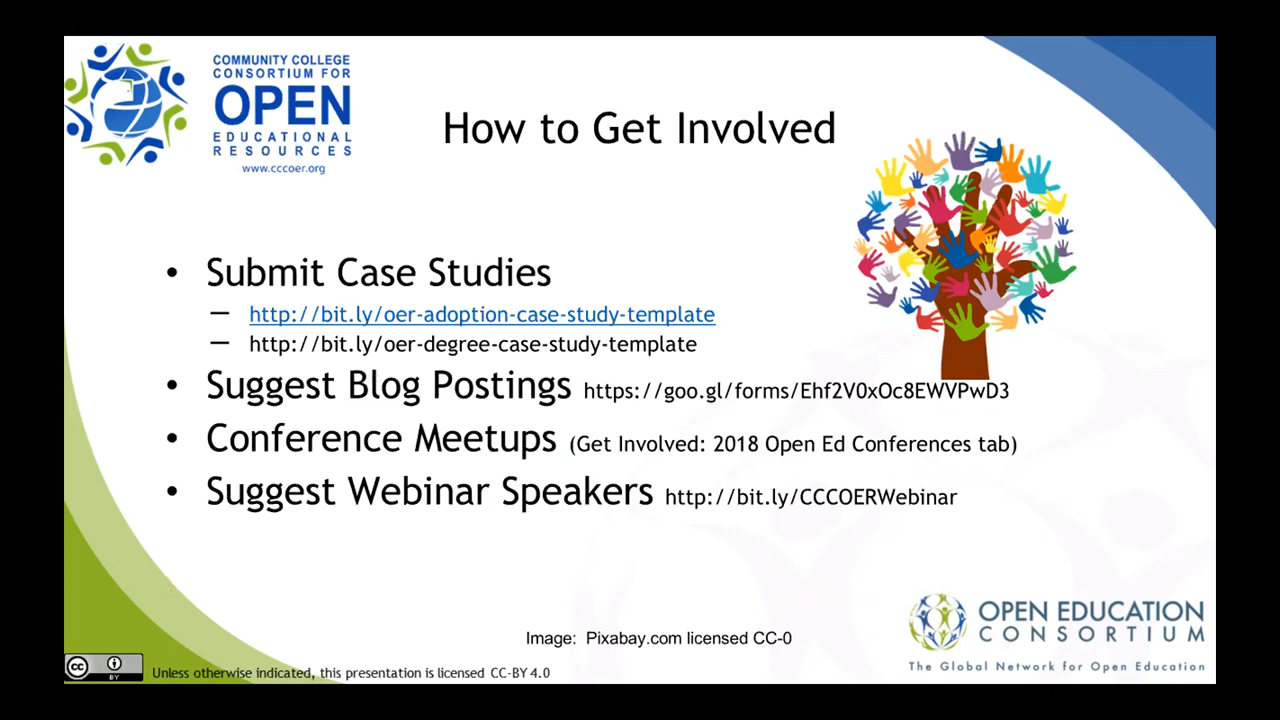 COMMUNITY COLLEGE
CONSORTIUM FOR
OPEN
EDUCATIONAL
RESOURCES
www.cccoer.org
How to Get Involved
• Submit Case Studies
– http://bit.ly/oer-adoption-case-study-template
– http://bit.ly/oer-degree-case-study-template
• Suggest Blog Postings https://goo.gl/forms/Ehf2V0xOc8EWVPwD3
• Conference Meetups (Get Involved: 2018 Open Ed Conferences tab)
• Suggest Webinar Speakers http://bit.ly/CCCOERWebinar
OPEN EDUCATION
CONSORTIUM
The Global Network for Open Education
Image: Pixabay.com licensed CC-0
cc BY
Unless otherwise indicated, this presentation is licensed CC-BY 4.0